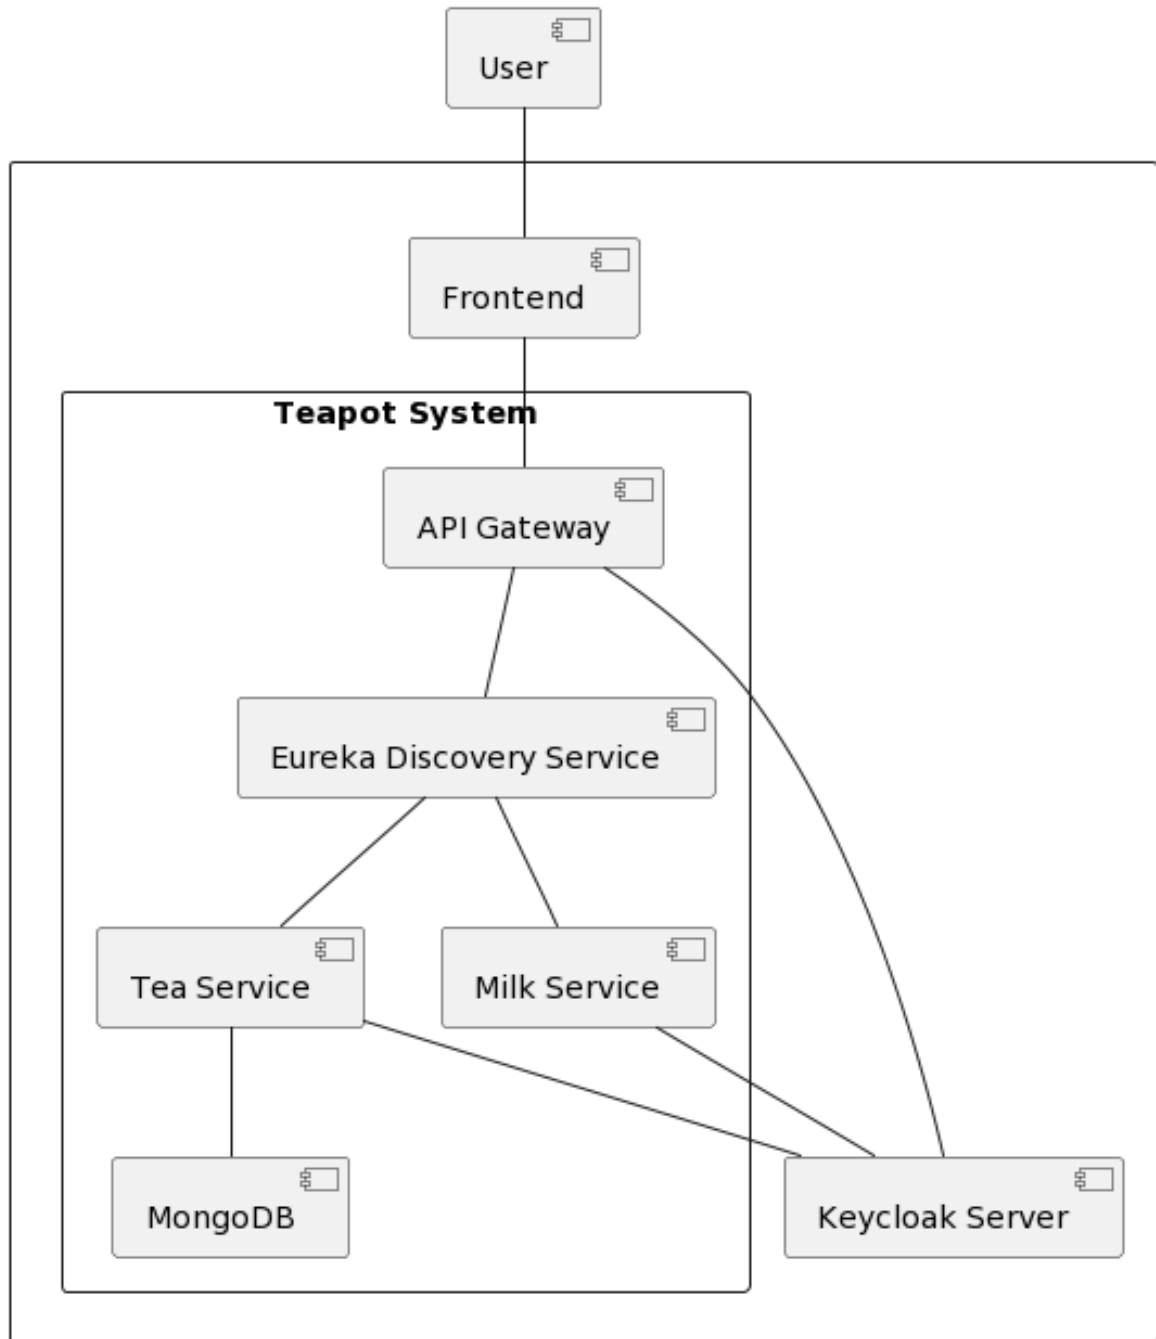 User
Frontend
Teapot System
API Gateway
Eureka Discovery Service
Tea Service
Milk Service
MongoDB
Keycloak Server